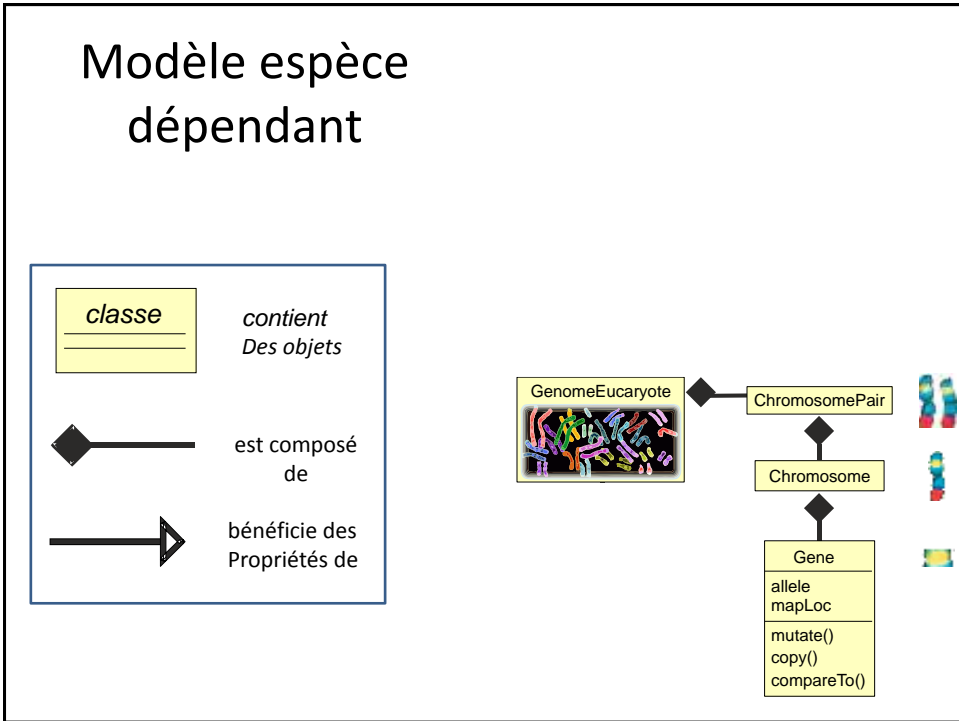 Modèle espèce
dépendant
classe
contient
Des objets
est composé
de
bénéficie des
Propriétés de
GenomeEucaryote
ChromosomePair
Chromosome
Gene
allele
mapLoc
mutate()
copy()
compareTo()